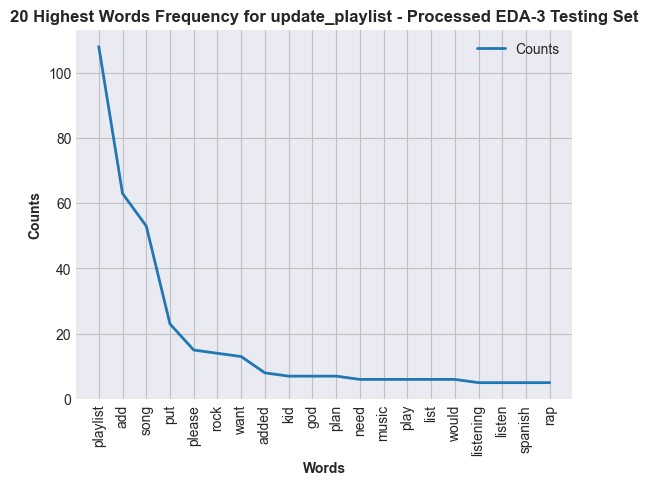 20 Highest Words Frequency for update_playlist - Processed EDA-3 Testing Set
Counts
100
80
60
40
20
0
Counts
playlist
add
song
put
please
rock
want
added
kid
god
plan
need
music
play
list
would
listening
listen
spanish
rap
Words